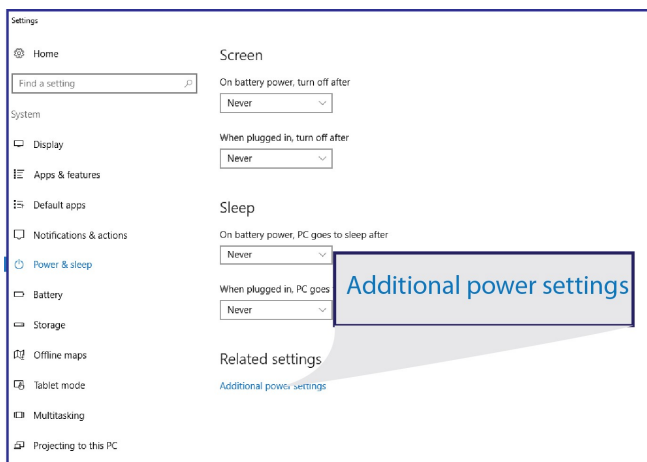 Settings
Home
Find a setting
System
Display
Apps & features
Default apps
Notifications & actions
Power & sleep
Battery
Storage
Offline maps
Tablet mode
Multitasking
Projecting to this PC
Screen
On battery power, turn off after
Never
When plugged in, turn off after
Never
Sleep
On battery power, PC goes to sleep after
Never
When plugged in, PC goes
Never
Additional power settings
Related settings
Additional power settings